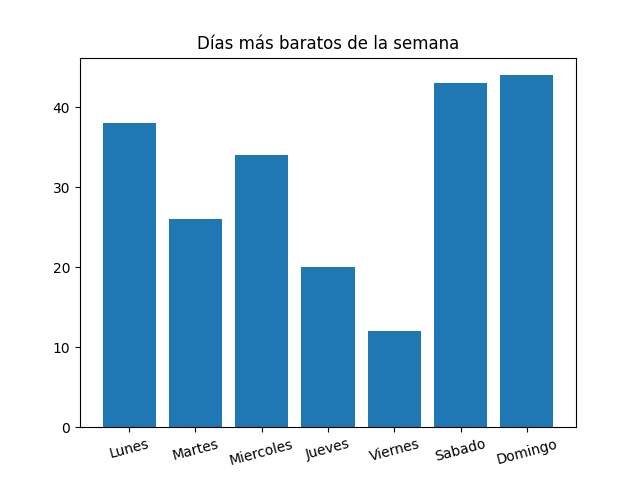 Días más baratos de la semana
40
30
20
10
0
Lunes
Martes
Miercoles
Jueves
Viernes
Sabado
Domingo